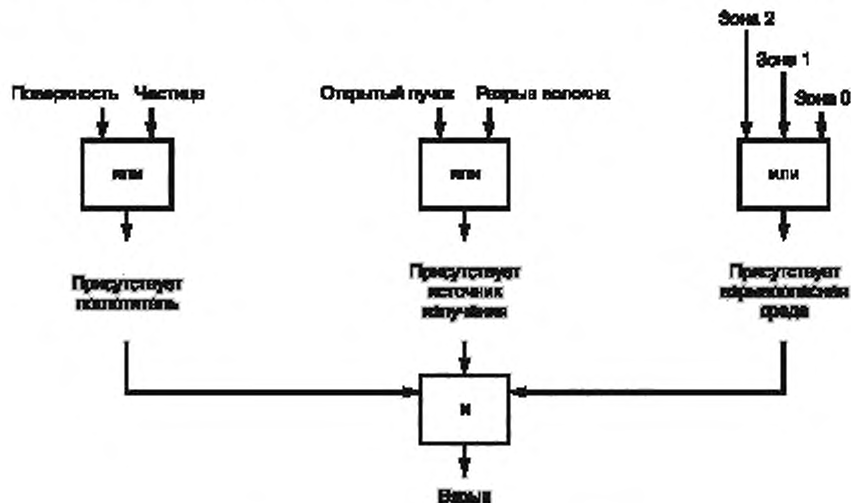 Зона 2
Зона 1
Зона 0
Поверхность Частица
Открытый пучок Разрыв волокна
или
или
или
Присутствует
поглотитель
Присутствует
источник
излучения
Присутствует
взрывоопасная
среда
и
Взрыв